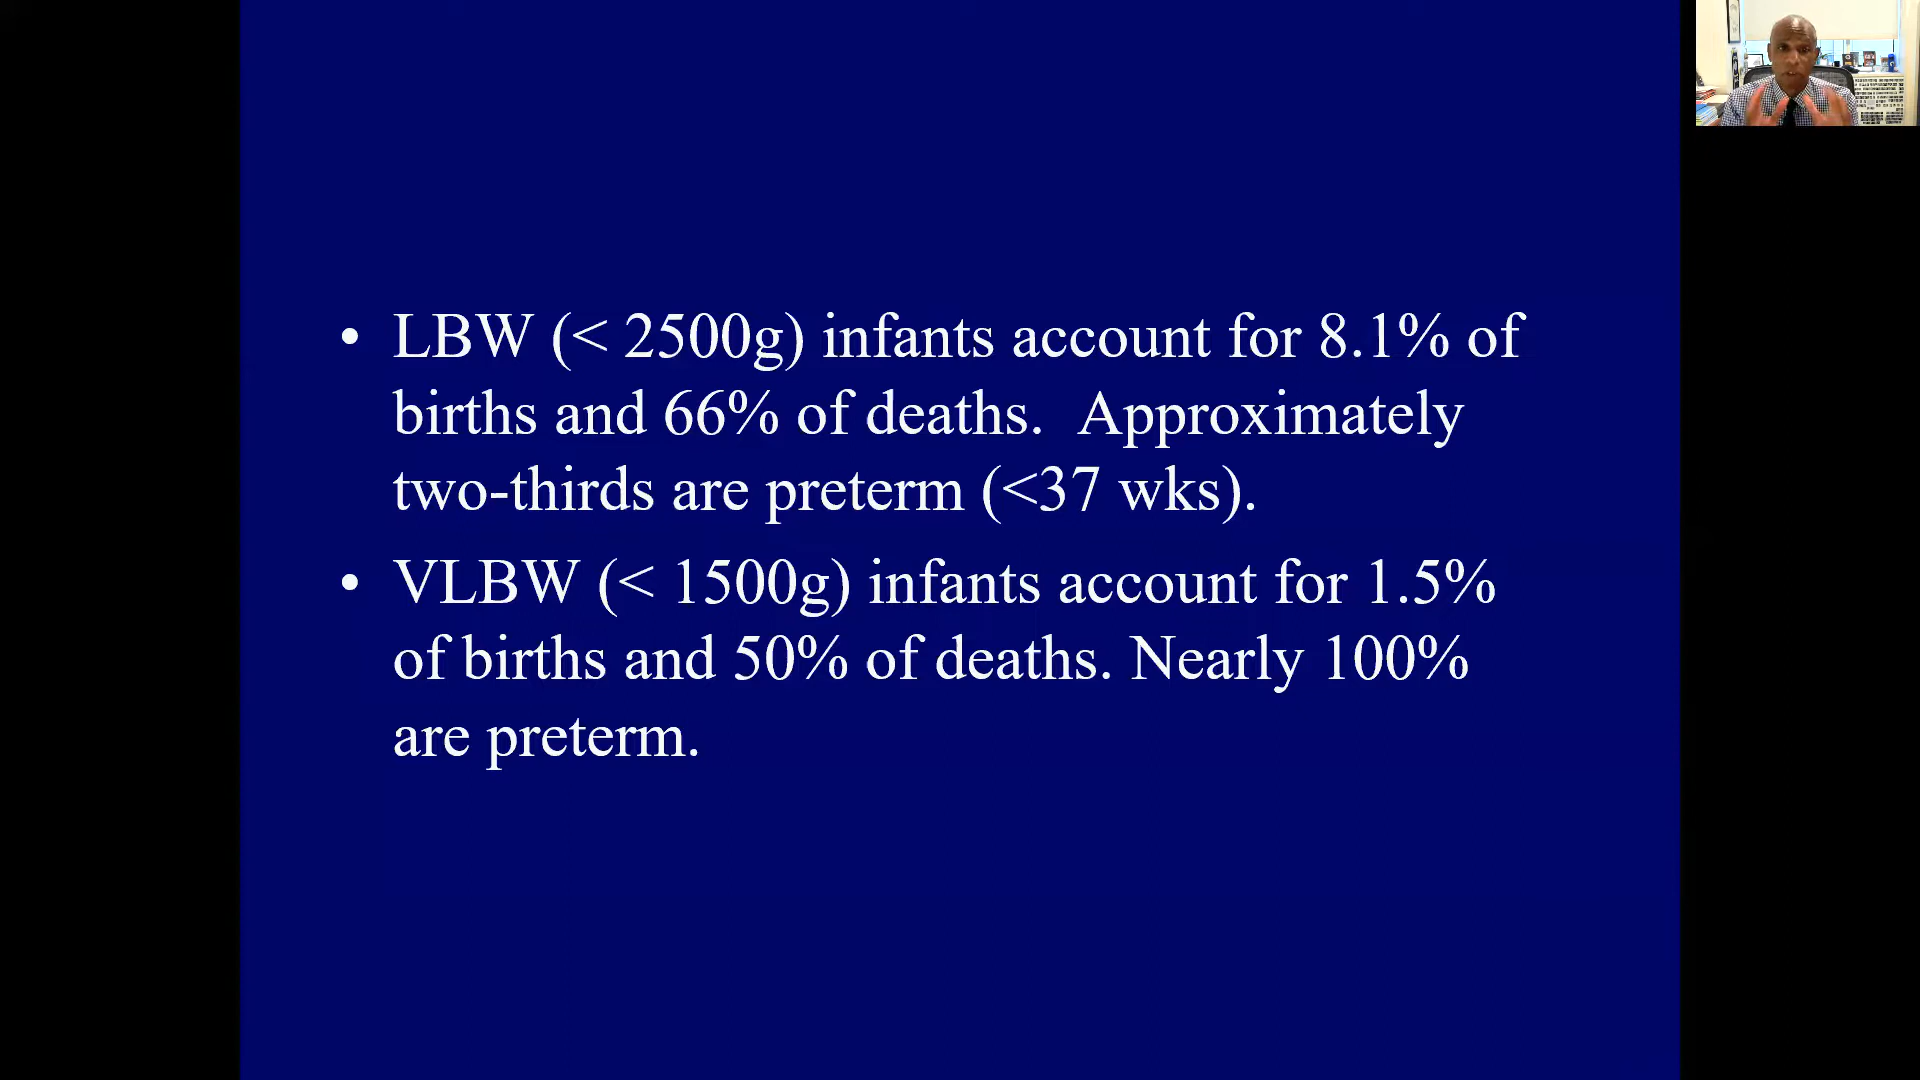 • LBW (< 2500g) infants account for 8.1% of
births and 66% of deaths.  Approximately
two-thirds are preterm (<37 wks).
• VLBW (< 1500g) infants account for 1.5%
of births and 50% of deaths. Nearly 100%
are preterm.